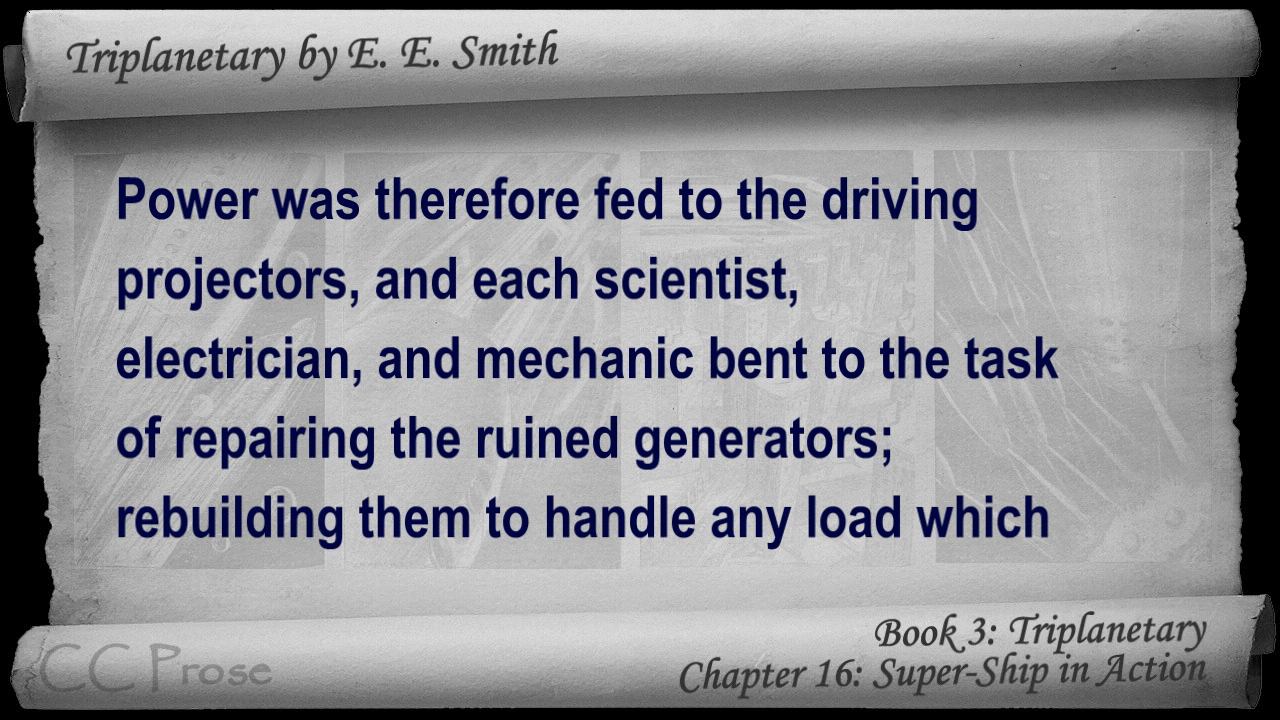 Triplanetary by E. E. Smith
Power was therefore fed to the driving
projectors, and each scientist,
electrician, and mechanic bent to the task
of repairing the ruined generators;
rebuilding them to handle any load which
CC Prose
Book 3: Triplanetary
Chapter 16: Super-Ship in Action